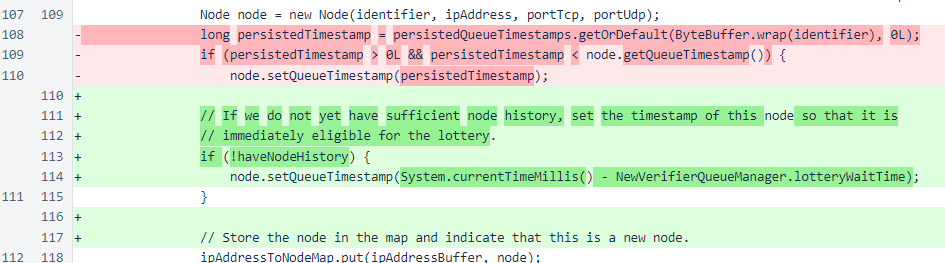 107 109 Node node = new Node(identifier, ipAddress, portTcp, portUdp);
108 - long persistedTimestamp = persistedQueueTimestamps.getOrDefault(ByteBuffer.wrap(identifier), 0L);
109 - if (persistedTimestamp > 0L && persistedTimestamp < node.getQueueTimestamp()) {
110 - node.setQueueTimestamp(persistedTimestamp);
110 +
111 + // If we do not yet have sufficient node history, set the timestamp of this node so that it is
112 + // immediately eligible for the lottery.
113 + if (!haveNodeHistory) {
114 + node.setQueueTimestamp(System.currentTimeMillis() - NewVerifierQueueManager.lotteryWaitTime);
111 115 }
116 +
117 + // Store the node in the map and indicate that this is a new node.
112 118 ipAddressToNodeMap.put(ipAddressBuffer, node);